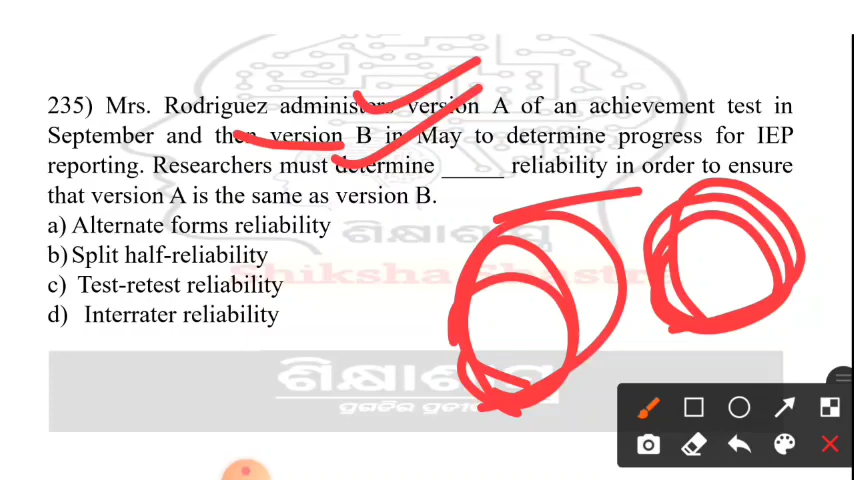 235) Mrs. Rodriguez administers version A of an achievement test in
September and then version B in May to determine progress for IEP
reporting. Researchers must determine _____ reliability in order to ensure
that version A is the same as version B.
a) Alternate forms reliability
b) Split half-reliability
c) Test-retest reliability
d) Interrater reliability
ଶିକ୍ଷାଶାସ୍ତ୍ର
Shiksha Shastra
ଶିକ୍ଷାଶାସ୍ତ୍ର